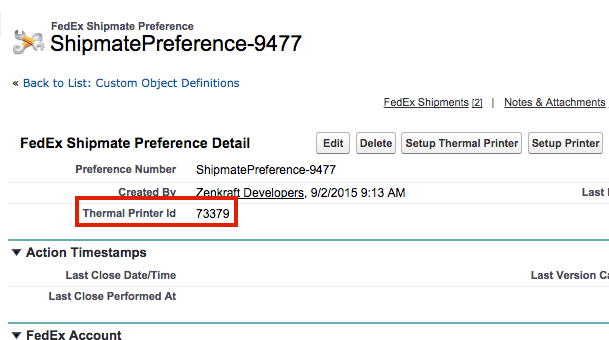 FedEx Shipmate Preference
ShipmatePreference-9477
« Back to List: Custom Object Definitions
FedEx Shipments [2] | Notes & Attachments
FedEx Shipmate Preference Detail Edit Delete Setup Thermal Printer Setup Printer
Preference Number ShipmatePreference-9477
Created By Zenkraft Developers, 9/2/2015 9:13 AM Last
Thermal Printer Id 73379
Action Timestamps
Last Close Date/Time Last Version
Last Close Performed At
FedEx Account